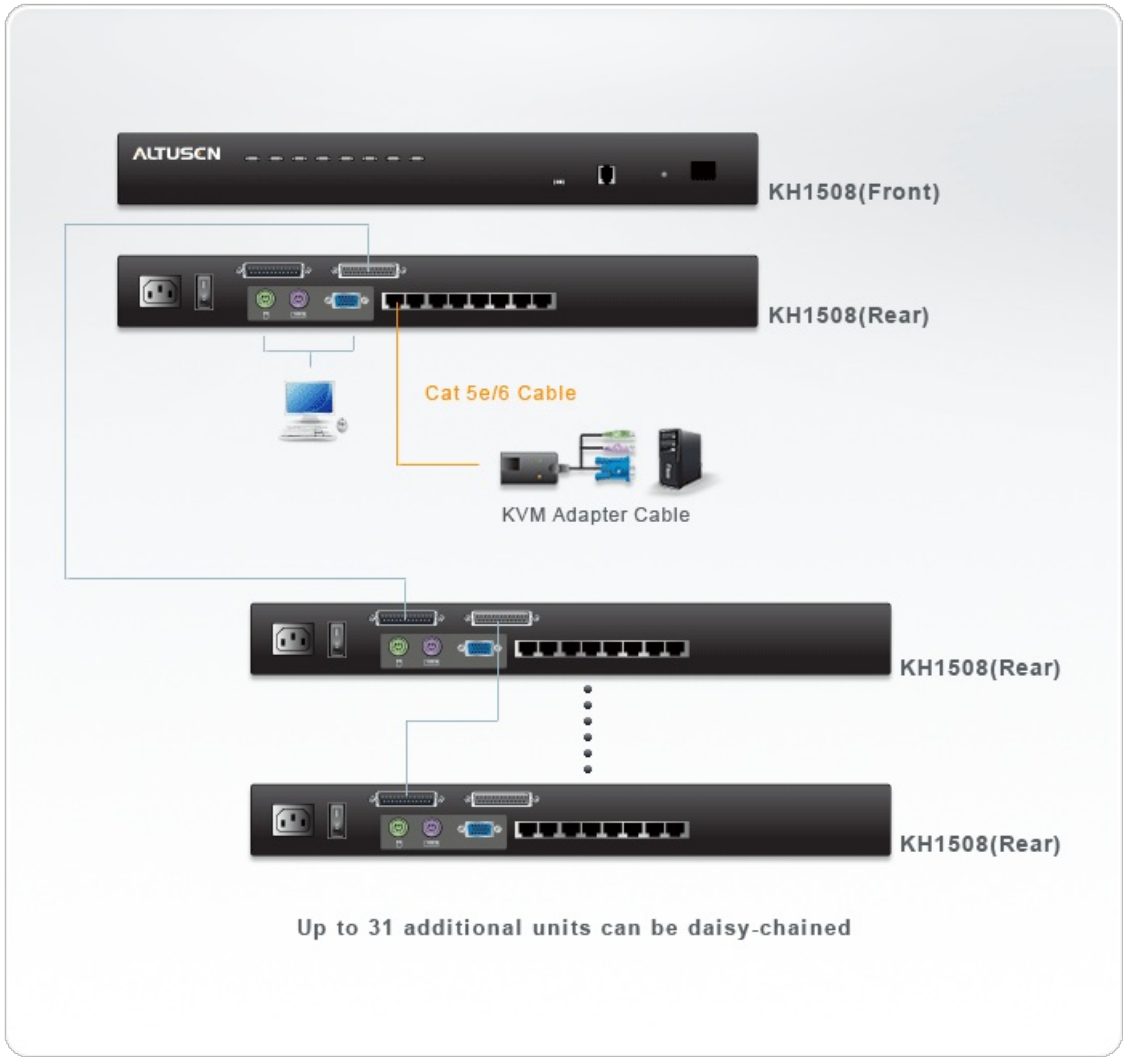 ALTUSCN
KH1508(Front)
KH1508(Rear)
Cat 5e/6 Cable
KVM Adapter Cable
KH1508(Rear)
KH1508(Rear)
Up to 31 additional units can be daisy-chained